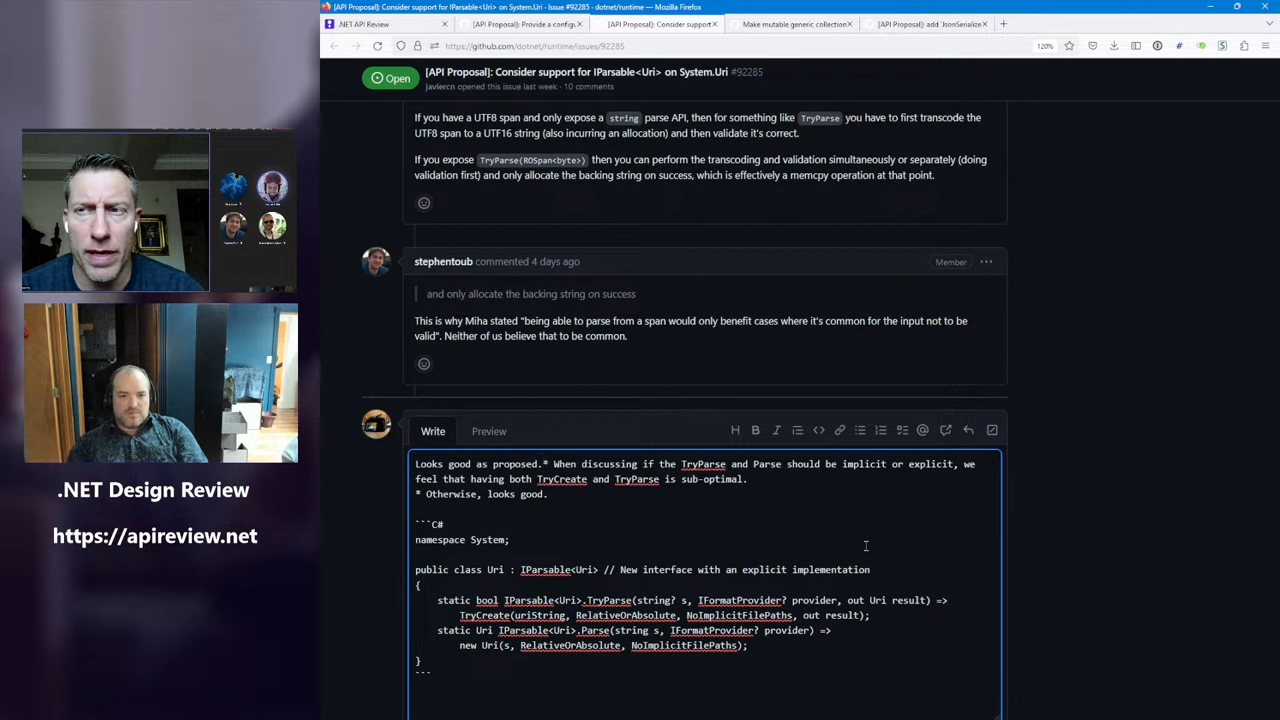 [API Proposal]: Consider support for IParsable<Uri> on System.Uri · Issue #92285 · dotnet/runtime — Mozilla Firefox
.NET API Review
[API Proposal]: Provide a configu
[API Proposal]: Consider support
Make mutable generic collection
[API Proposal]: add `JsonSerialize
https://github.com/dotnet/runtime/issues/92285
120%
Open
[API Proposal]: Consider support for IParsable<Uri> on System.Uri #92285
javiercn opened this issue last week · 10 comments
If you have a UTF8 span and only expose a string parse API, then for something like TryParse you have to first transcode the
UTF8 span to a UTF16 string (also incurring an allocation) and then validate it's correct.
If you expose TryParse(ROSpan<byte>) then you can perform the transcoding and validation simultaneously or separately (doing
validation first) and only allocate the backing string on success, which is effectively a memcpy operation at that point.
stephentoub commented 4 days ago
Member
and only allocate the backing string on success
This is why Miha stated "being able to parse from a span would only benefit cases where it's common for the input not to be
valid". Neither of us believe that to be common.
Write
Preview
Looks good as proposed.* When discussing if the TryParse and Parse should be implicit or explicit, we
feel that having both TryCreate and TryParse is sub-optimal.
* Otherwise, looks good.
```C#
namespace System;
public class Uri : IParsable<Uri> // New interface with an explicit implementation
{
static bool IParsable<Uri>.TryParse(string? s, IFormatProvider? provider, out Uri result) =>
TryCreate(uriString, RelativeOrAbsolute, NoImplicitFilePaths, out result);
static Uri IParsable<Uri>.Parse(string s, IFormatProvider? provider) =>
new Uri(s, RelativeOrAbsolute, NoImplicitFilePaths);
}
```
.NET Design Review
https://apireview.net